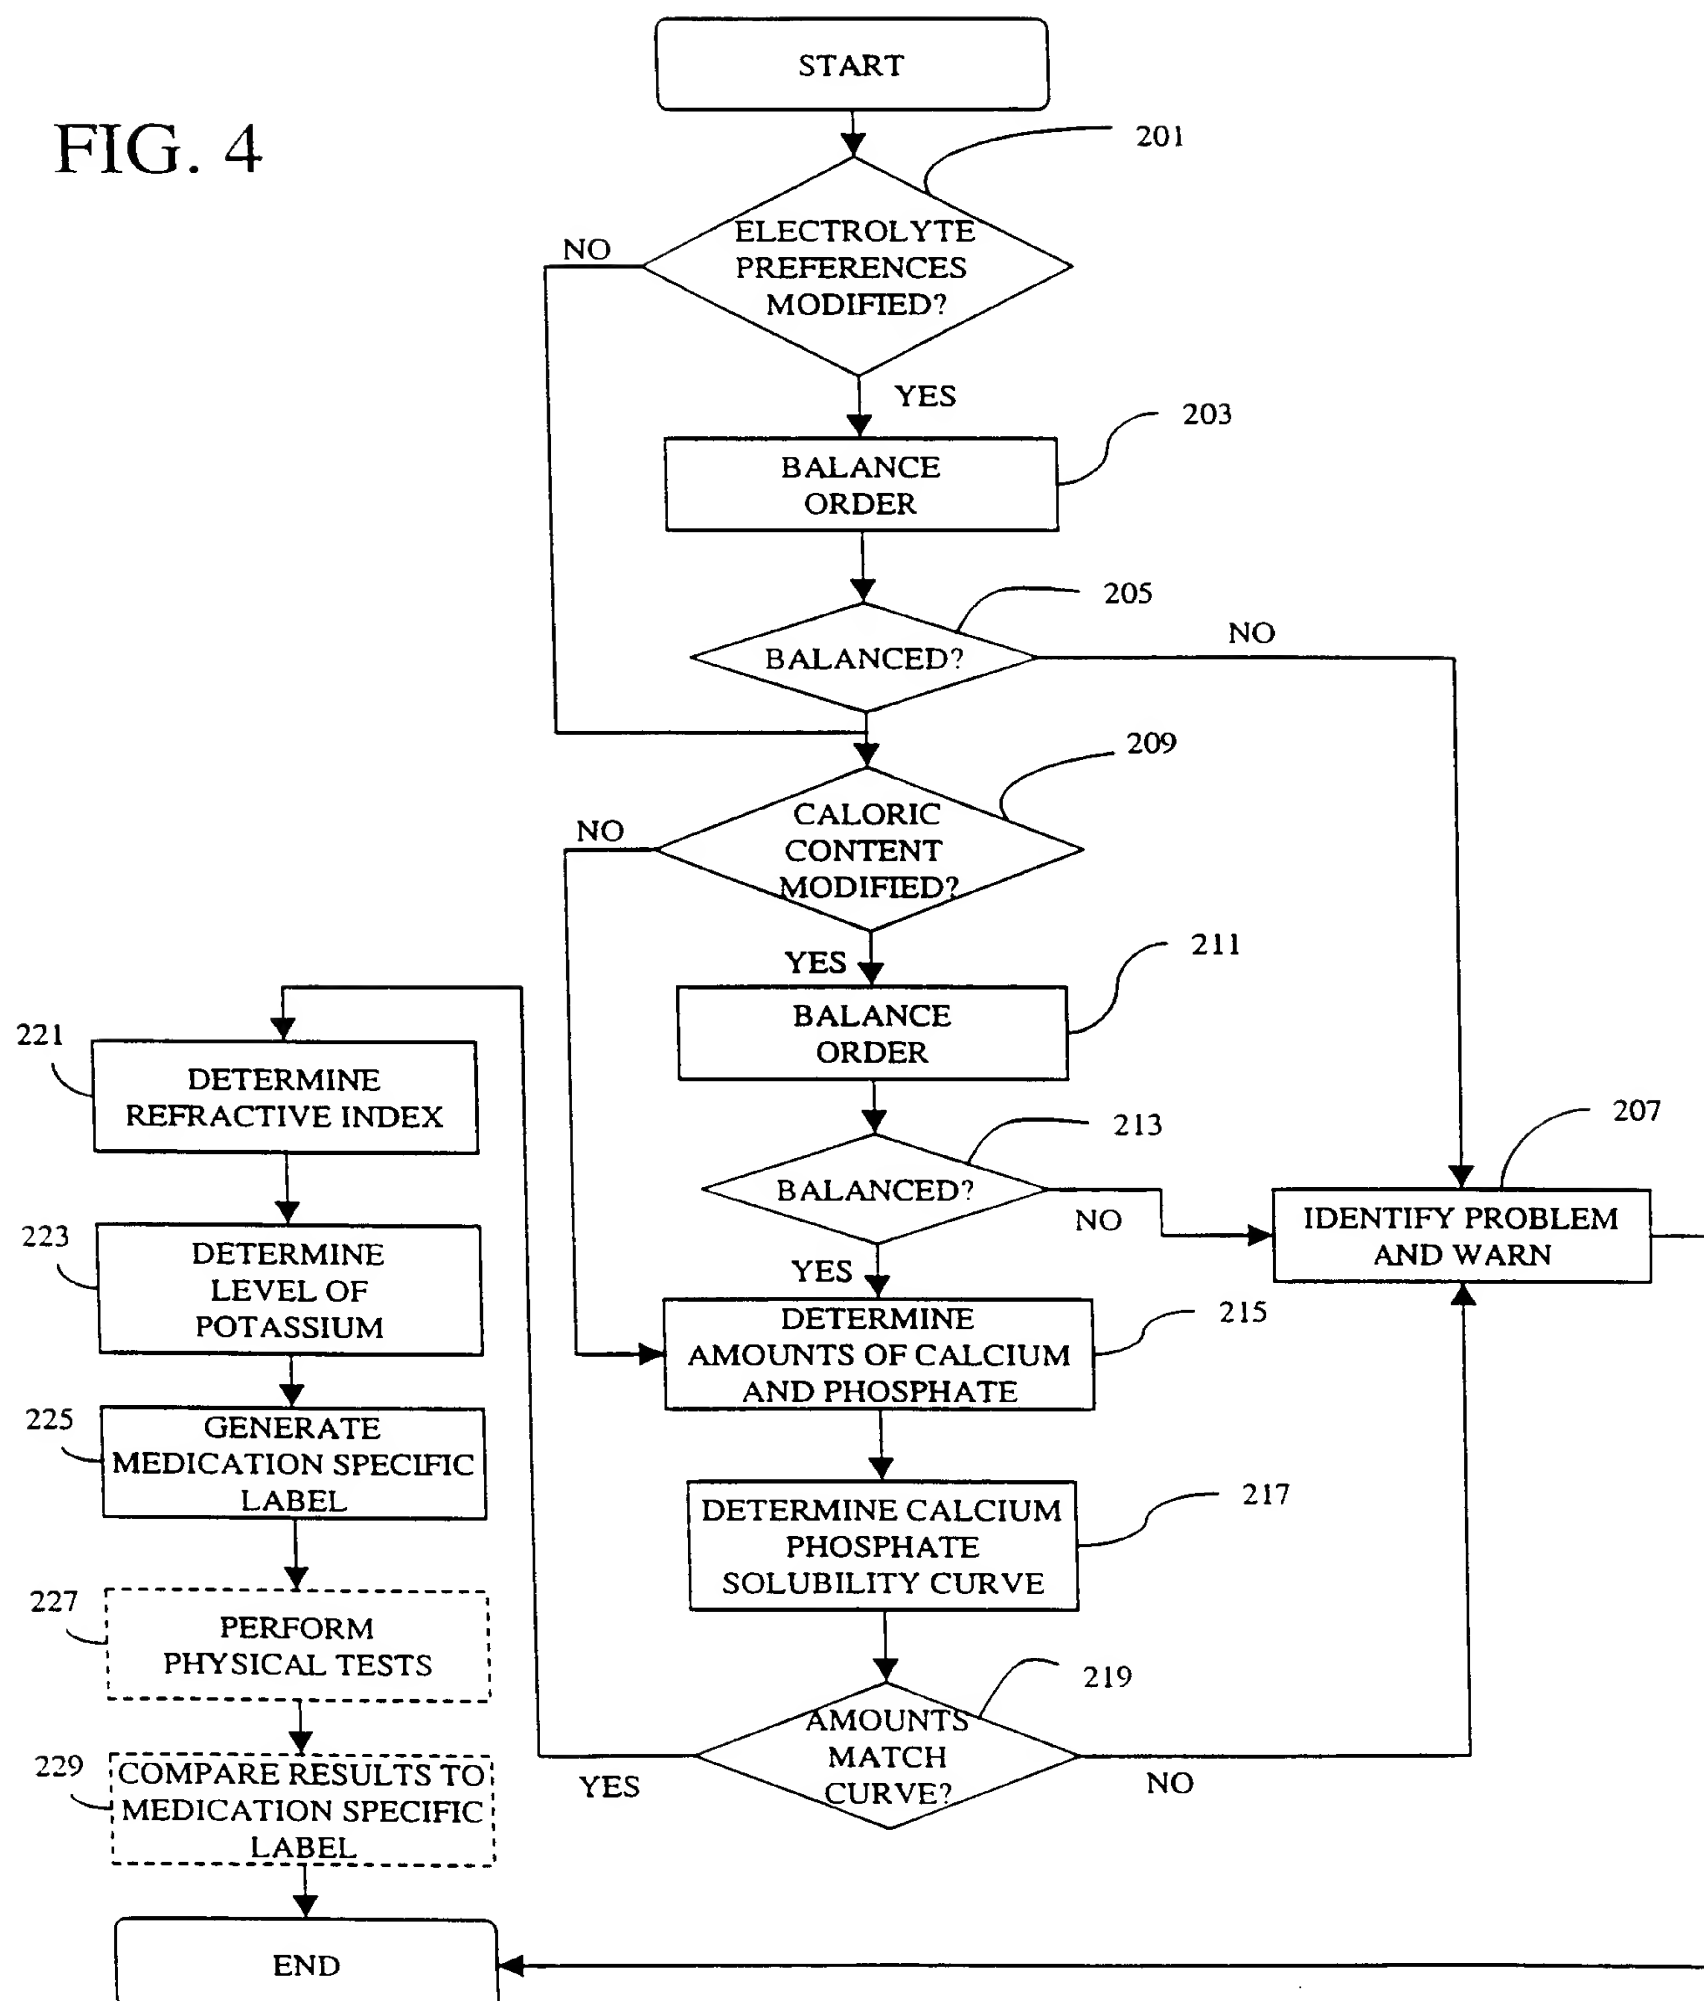 FIG. 4
START
201
ELECTROLYTE
PREFERENCES
MODIFIED?
NO
YES
203
BALANCE
ORDER
205
BALANCED?
NO
209
CALORIC
CONTENT
MODIFIED?
NO
YES
211
BALANCE
ORDER
213
BALANCED?
NO
YES
207
IDENTIFY PROBLEM
AND WARN
215
DETERMINE
AMOUNTS OF CALCIUM
AND PHOSPHATE
217
DETERMINE CALCIUM
PHOSPHATE
SOLUBILITY CURVE
219
AMOUNTS
MATCH
CURVE?
YES
NO
221
DETERMINE
REFRACTIVE INDEX
223
DETERMINE
LEVEL OF
POTASSIUM
225
GENERATE
MEDICATION SPECIFIC
LABEL
227
PERFORM
PHYSICAL TESTS
229
COMPARE RESULTS TO
MEDICATION SPECIFIC
LABEL
END